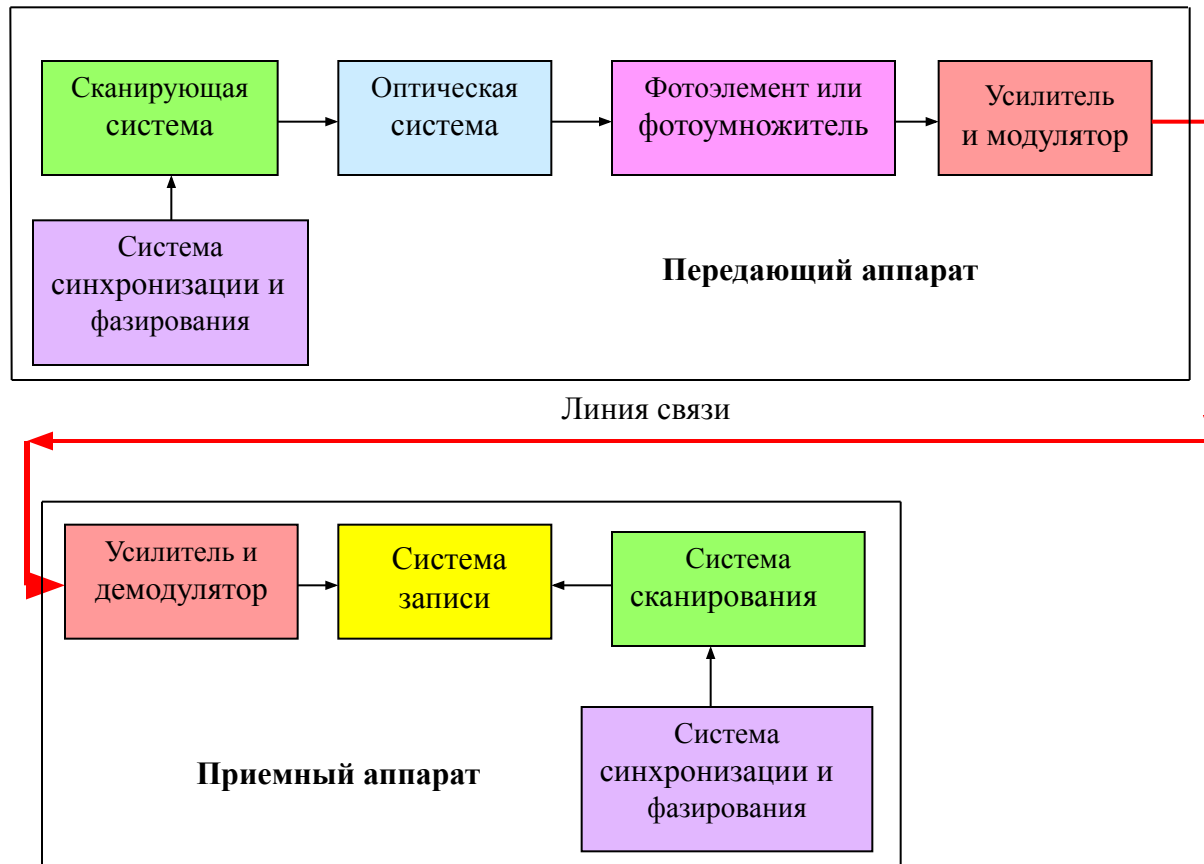 Сканирующая
система
Оптическая
система
Фотоэлемент или
фотоумножитель
Усилитель
и модулятор
Система
синхронизации и
фазирования
Передающий аппарат
Линия связи
Усилитель и
демодулятор
Система
записи
Система
сканирования
Система
синхронизации и
фазирования
Приемный аппарат